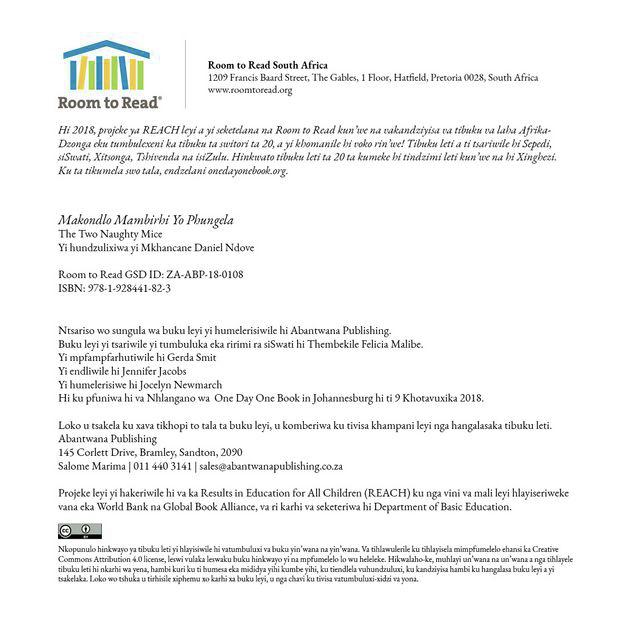 Room to Read®
Room to Read South Africa
1209 Francis Baard Street, The Gables, 1 Floor, Hatfield, Pretoria 0028, South Africa
www.roomtoread.org
Hi 2018, projeke ya REACH leyi a yi seketelana na Room to Read kun'we na vakandziyisa va tibuku va laha Afrika-
Dzonga eku tumbulexeni ka tibuku ta switori ta 20, a yi khomanile hi voko rin'we! Tibuku leti a ti tsariwile hi Sepedi,
siSwati, Xitsonga, Tshivenda na isiZulu. Hinkwato tibuku leti ta 20 ta kumeke hi tindzimi leti kun'we na hi Xinghezi.
Ku ta tikumela swo tala, endzelani onedayonebook.org.
Makondlo Mambirhi Yo Phungela
The Two Naughty Mice
Yi hundzulixiwa yi Mkhancane Daniel Ndove
Room to Read GSD ID: ZA-ABP-18-0108
ISBN: 978-1-928441-82-3
Ntsariso wo sungula wa buku leyi yi humelerisiwile hi Abantwana Publishing.
Buku leyi yi tsariwile yi tumbuluka eka ririmi ra siSwati hi Thembekile Felicia Malibe.
Yi mpfampfarhutiwile hi Gerda Smit
Yi endliwile hi Jennifer Jacobs
Yi humelerisiwe hi Jocelyn Newmarch
Hi ku pfuniwa hi va Nhlangano wa One Day One Book in Johannesburg hi ti 9 Khotavuxika 2018.
Loko u tsakela ku xava tikhopi to tala ta buku leyi, u komberiwa ku tivisa khampani leyi nga hangalasaka tibuku leti.
Abantwana Publishing
145 Corlett Drive, Bramley, Sandton, 2090
Salome Marima | 011 440 3141 | sales@abantwanapublishing.co.za
Projeke leyi yi hakeriwile hi va ka Results in Education for All Children (REACH) ku nga vini va mali leyi hlayiseriweke
vana eka World Bank na Global Book Alliance, va ri karhi va seketeriwa hi Department of Basic Education.
cc BY
Nkopunulo hinkwayo ya tibuku leti yi hlayisiwile hi vatumbuluxi va buku yin'wana na yin'wana. Va tihlawulerile ku tihlayisela mpimpfumelelo ehansi ka Creative
Commons Attribution 4.0 license, leswi vulaka leswaku buku hinkwayo yi na mpfumelelo lo wu heleleke. Hikwalaho-ke, muhlayi un'wana na un'wana a nga tihlayele
tibuku leti hi nkarhi wa yena, hambi kuri ku ti humesa eka mididya yihi kumbe yihi, ku tiendlela vuhundzuluxi, ku kandziyisa hambi ku hangalasa buku leyi a yi
tsakelaka. Loko wo tshuka u tirhisile xiphemu xo karhi xa buku leyi, u nga chavi ku tivisa vatumbuluxi-xidzi va yona.